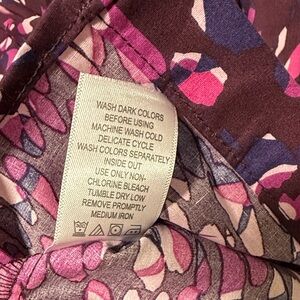 WASH DARK COLORS
BEFORE USING
MACHINE WASH COLD
DELICATE CYCLE
WASH COLORS SEPARATELY
INSIDE OUT
USE ONLY NON-
CHLORINE BLEACH
TUMBLE DRY LOW
REMOVE PROMPTLY
MEDIUM IRON